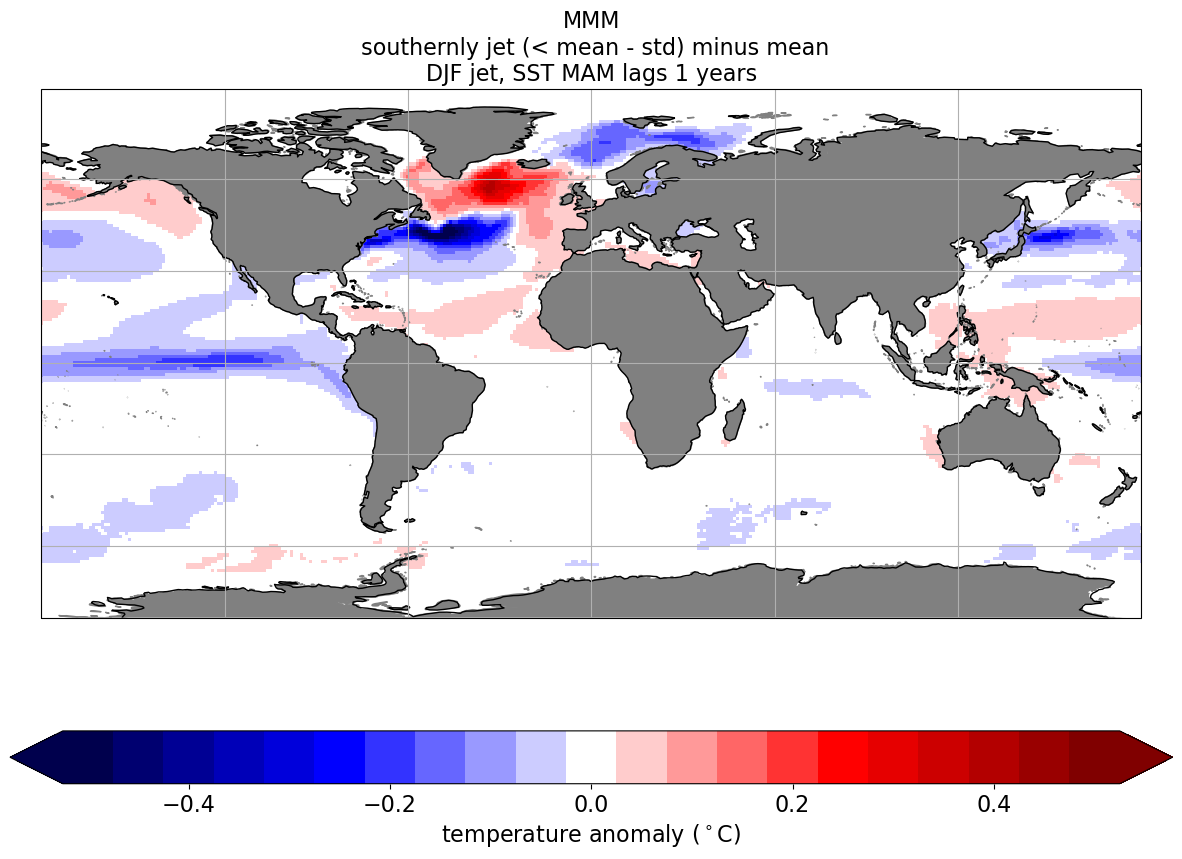 MMM
southernly jet (< mean - std) minus mean
DJF jet, SST MAM lags 1 years
−0.4 −0.2 0.0 0.2 0.4
temperature anomaly (°C)